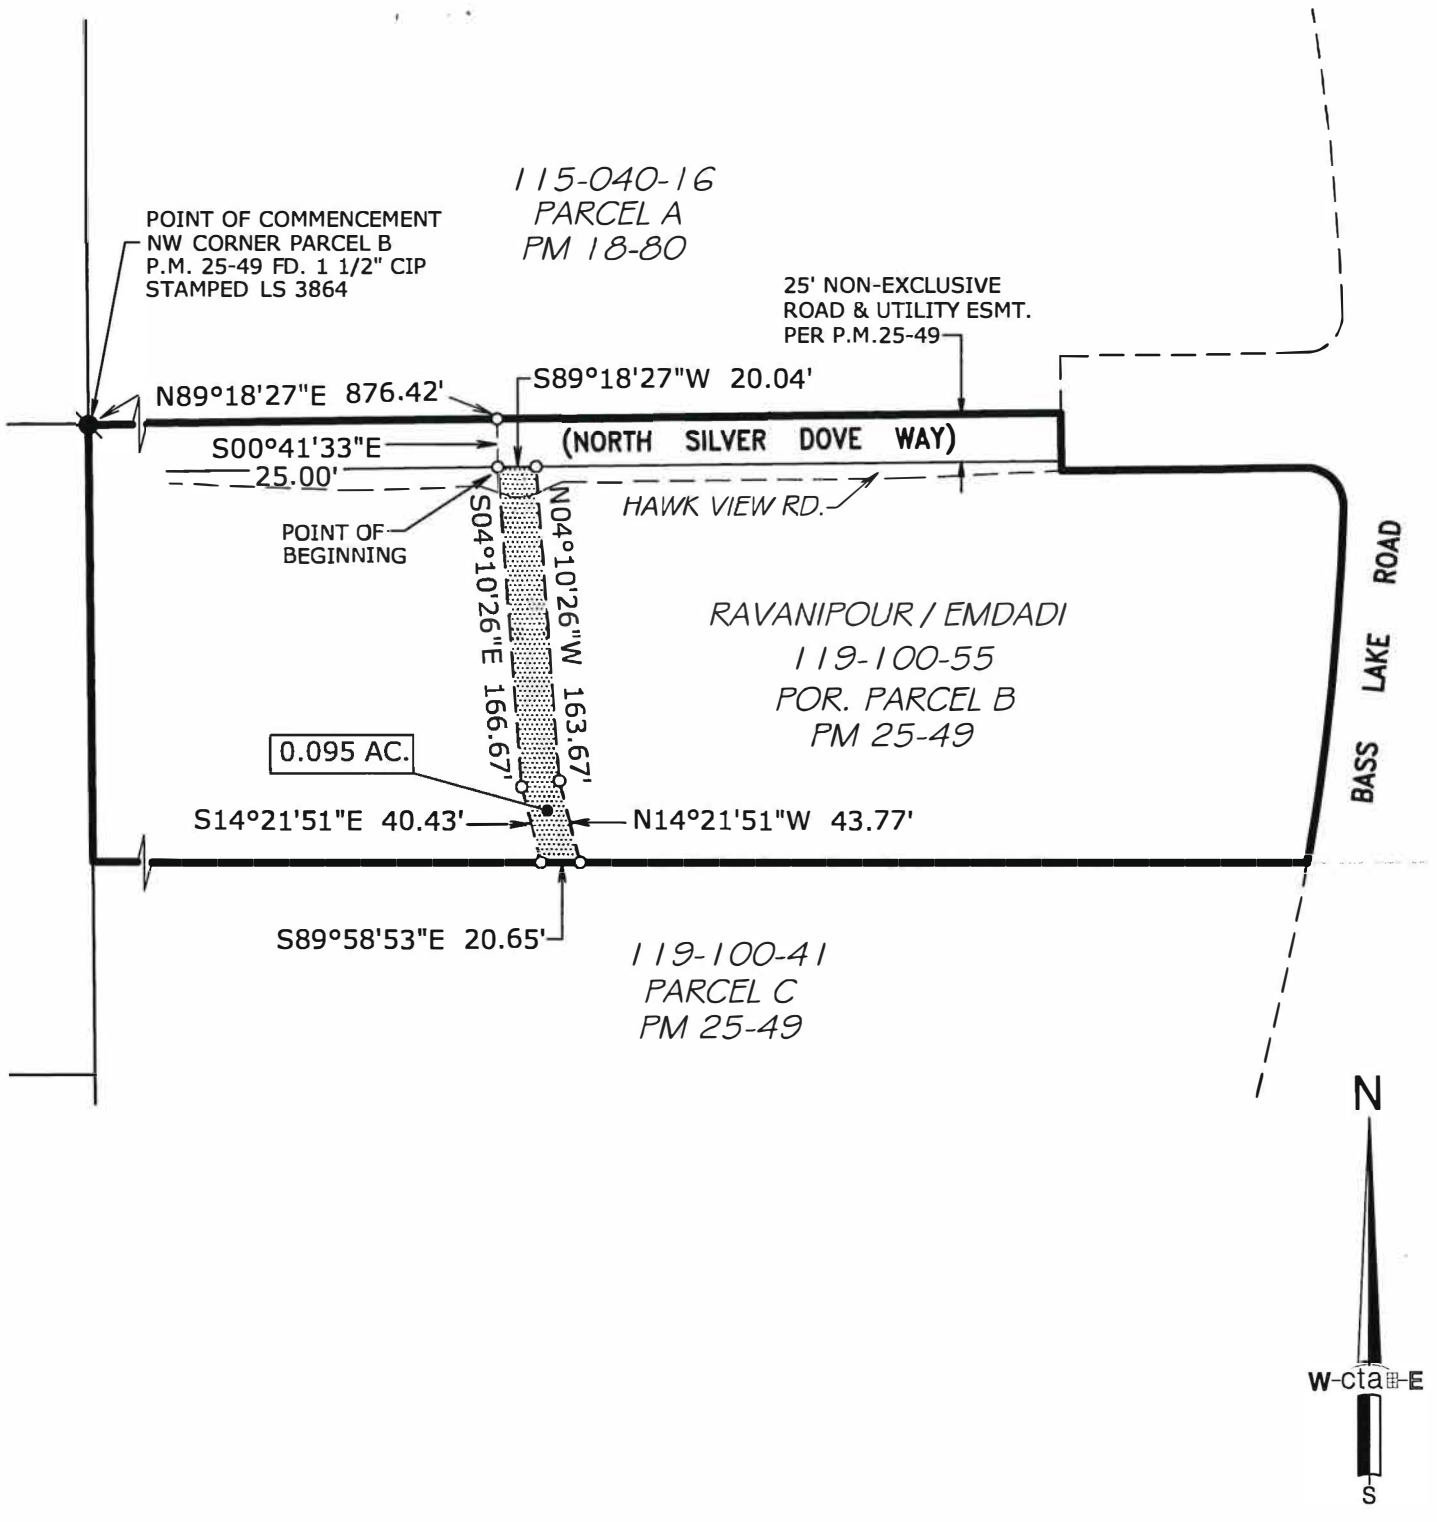 115-040-16
PARCEL A
PM 18-80
POINT OF COMMENCEMENT
NW CORNER PARCEL B
P.M. 25-49 FD. 1 1/2" CIP
STAMPED LS 3864
25' NON-EXCLUSIVE
ROAD & UTILITY ESMT.
PER P.M.25-49
N89°18'27"E 876.42'
S89°18'27"W 20.04'
S00°41'33"E
25.00'
(NORTH SILVER DOVE WAY)
HAWK VIEW RD.
POINT OF
BEGINNING
S04°10'26"E 166.67'
N04°10'26"W 163.67'
RAVANIPOUR / EMDADI
119-100-55
POR. PARCEL B
PM 25-49
BASS LAKE ROAD
0.095 AC.
S14°21'51"E 40.43'
N14°21'51"W 43.77'
S89°58'53"E 20.65'
119-100-41
PARCEL C
PM 25-49
N
W-cta-E
S